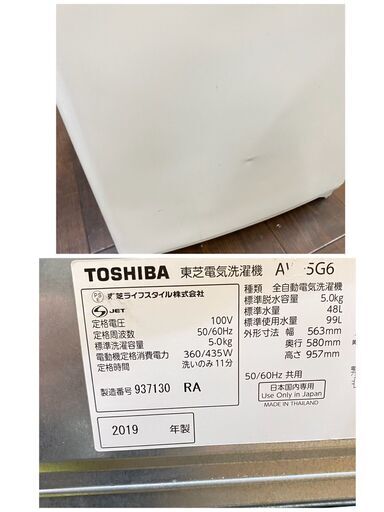 TOSHIBA 東芝電気洗濯機 5G6
芝ライフスタイル株式会社
JET
定格電圧 100V
定格周波数 50/60Hz
標準洗濯容量 5.0kg
電動機定格消費電力 360/435W
定格時間 洗いのみ 11分
製造番号 937130 RA
2019 年製
種類 全自動電気洗濯機
標準脱水容量 5.0kg
標準水量 48L
標準使用水量 99L
外形寸法 幅 563mm
奥行 580mm
高さ 957mm
50/60Hz 共用
日本国内専用
Use Only in Japan
MADE IN THAILAND